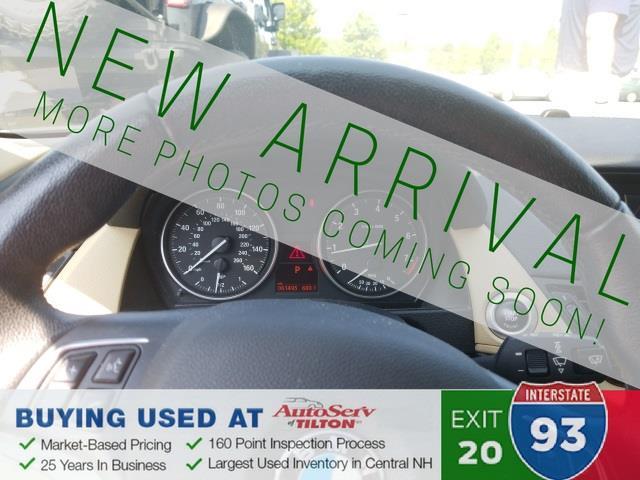 NEW ARRIVAL
MORE PHOTOS COMING SOON!
P
BUYING USED AT AutoServ of TILTON
Market-Based Pricing
160 Point Inspection Process
25 Years In Business
Largest Used Inventory in Central NH
EXIT 20
INTERSTATE
93